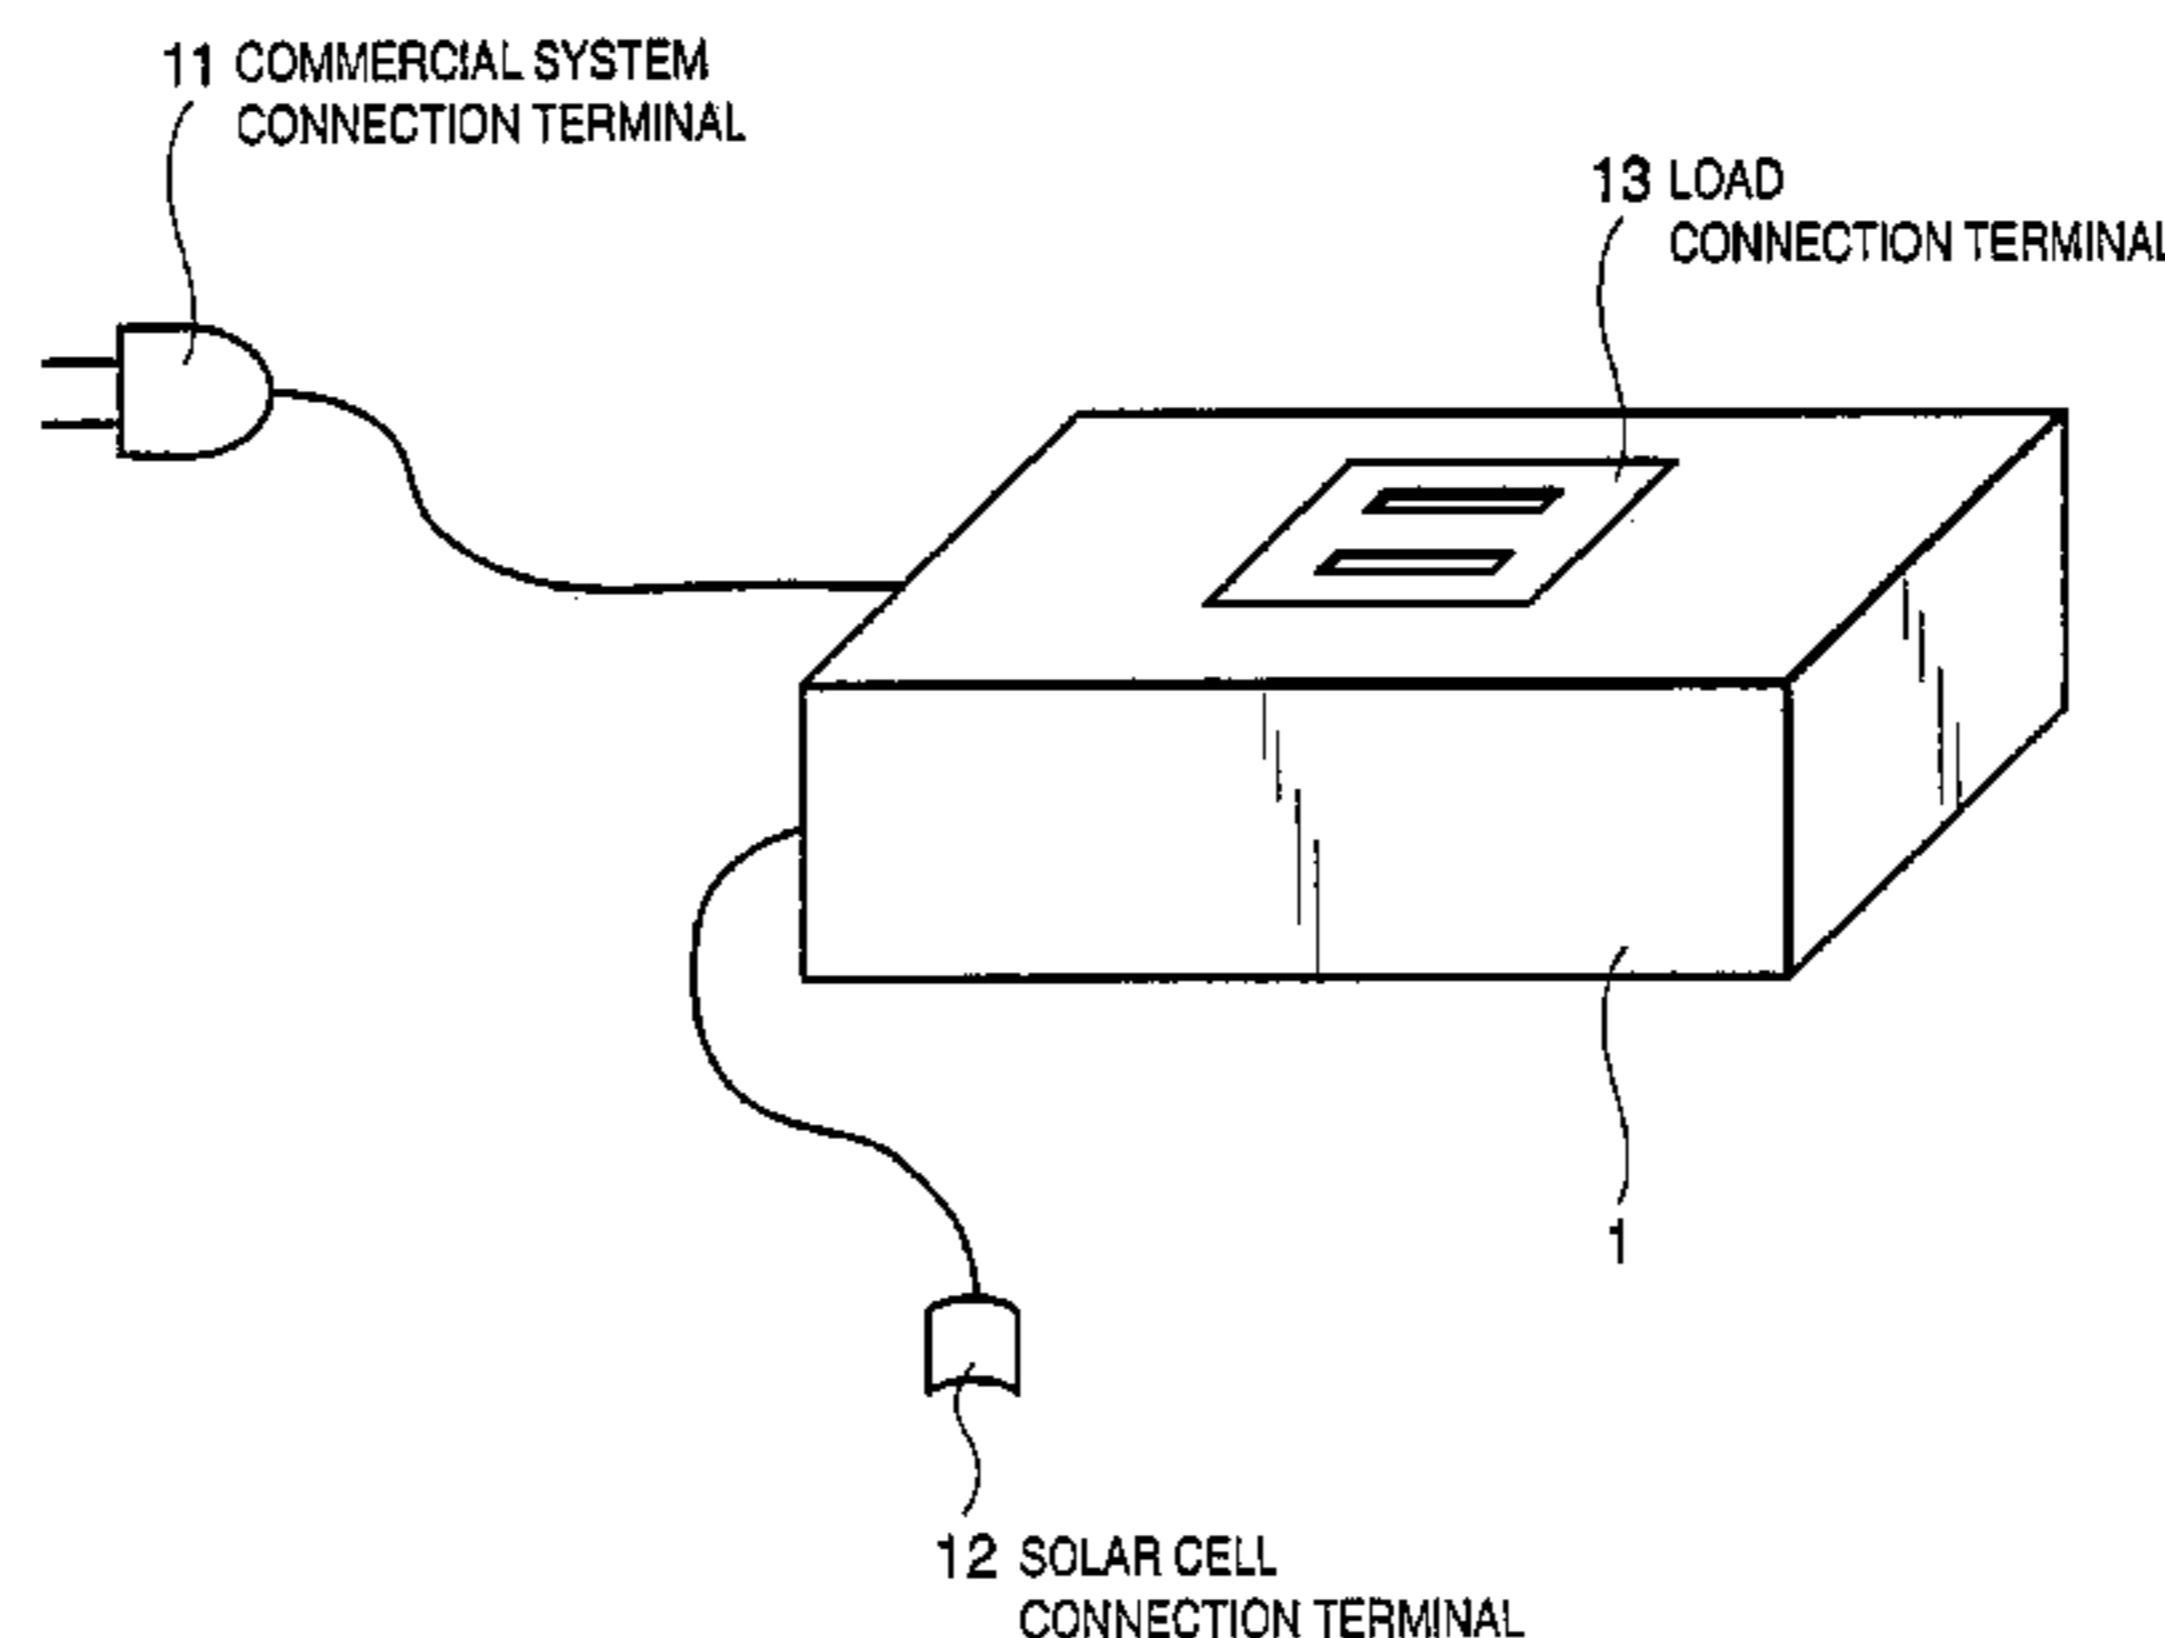 11 COMMERCIAL SYSTEM
CONNECTION TERMINAL
13 LOAD
CONNECTION TERMINAL
1
12 SOLAR CELL
CONNECTION TERMINAL